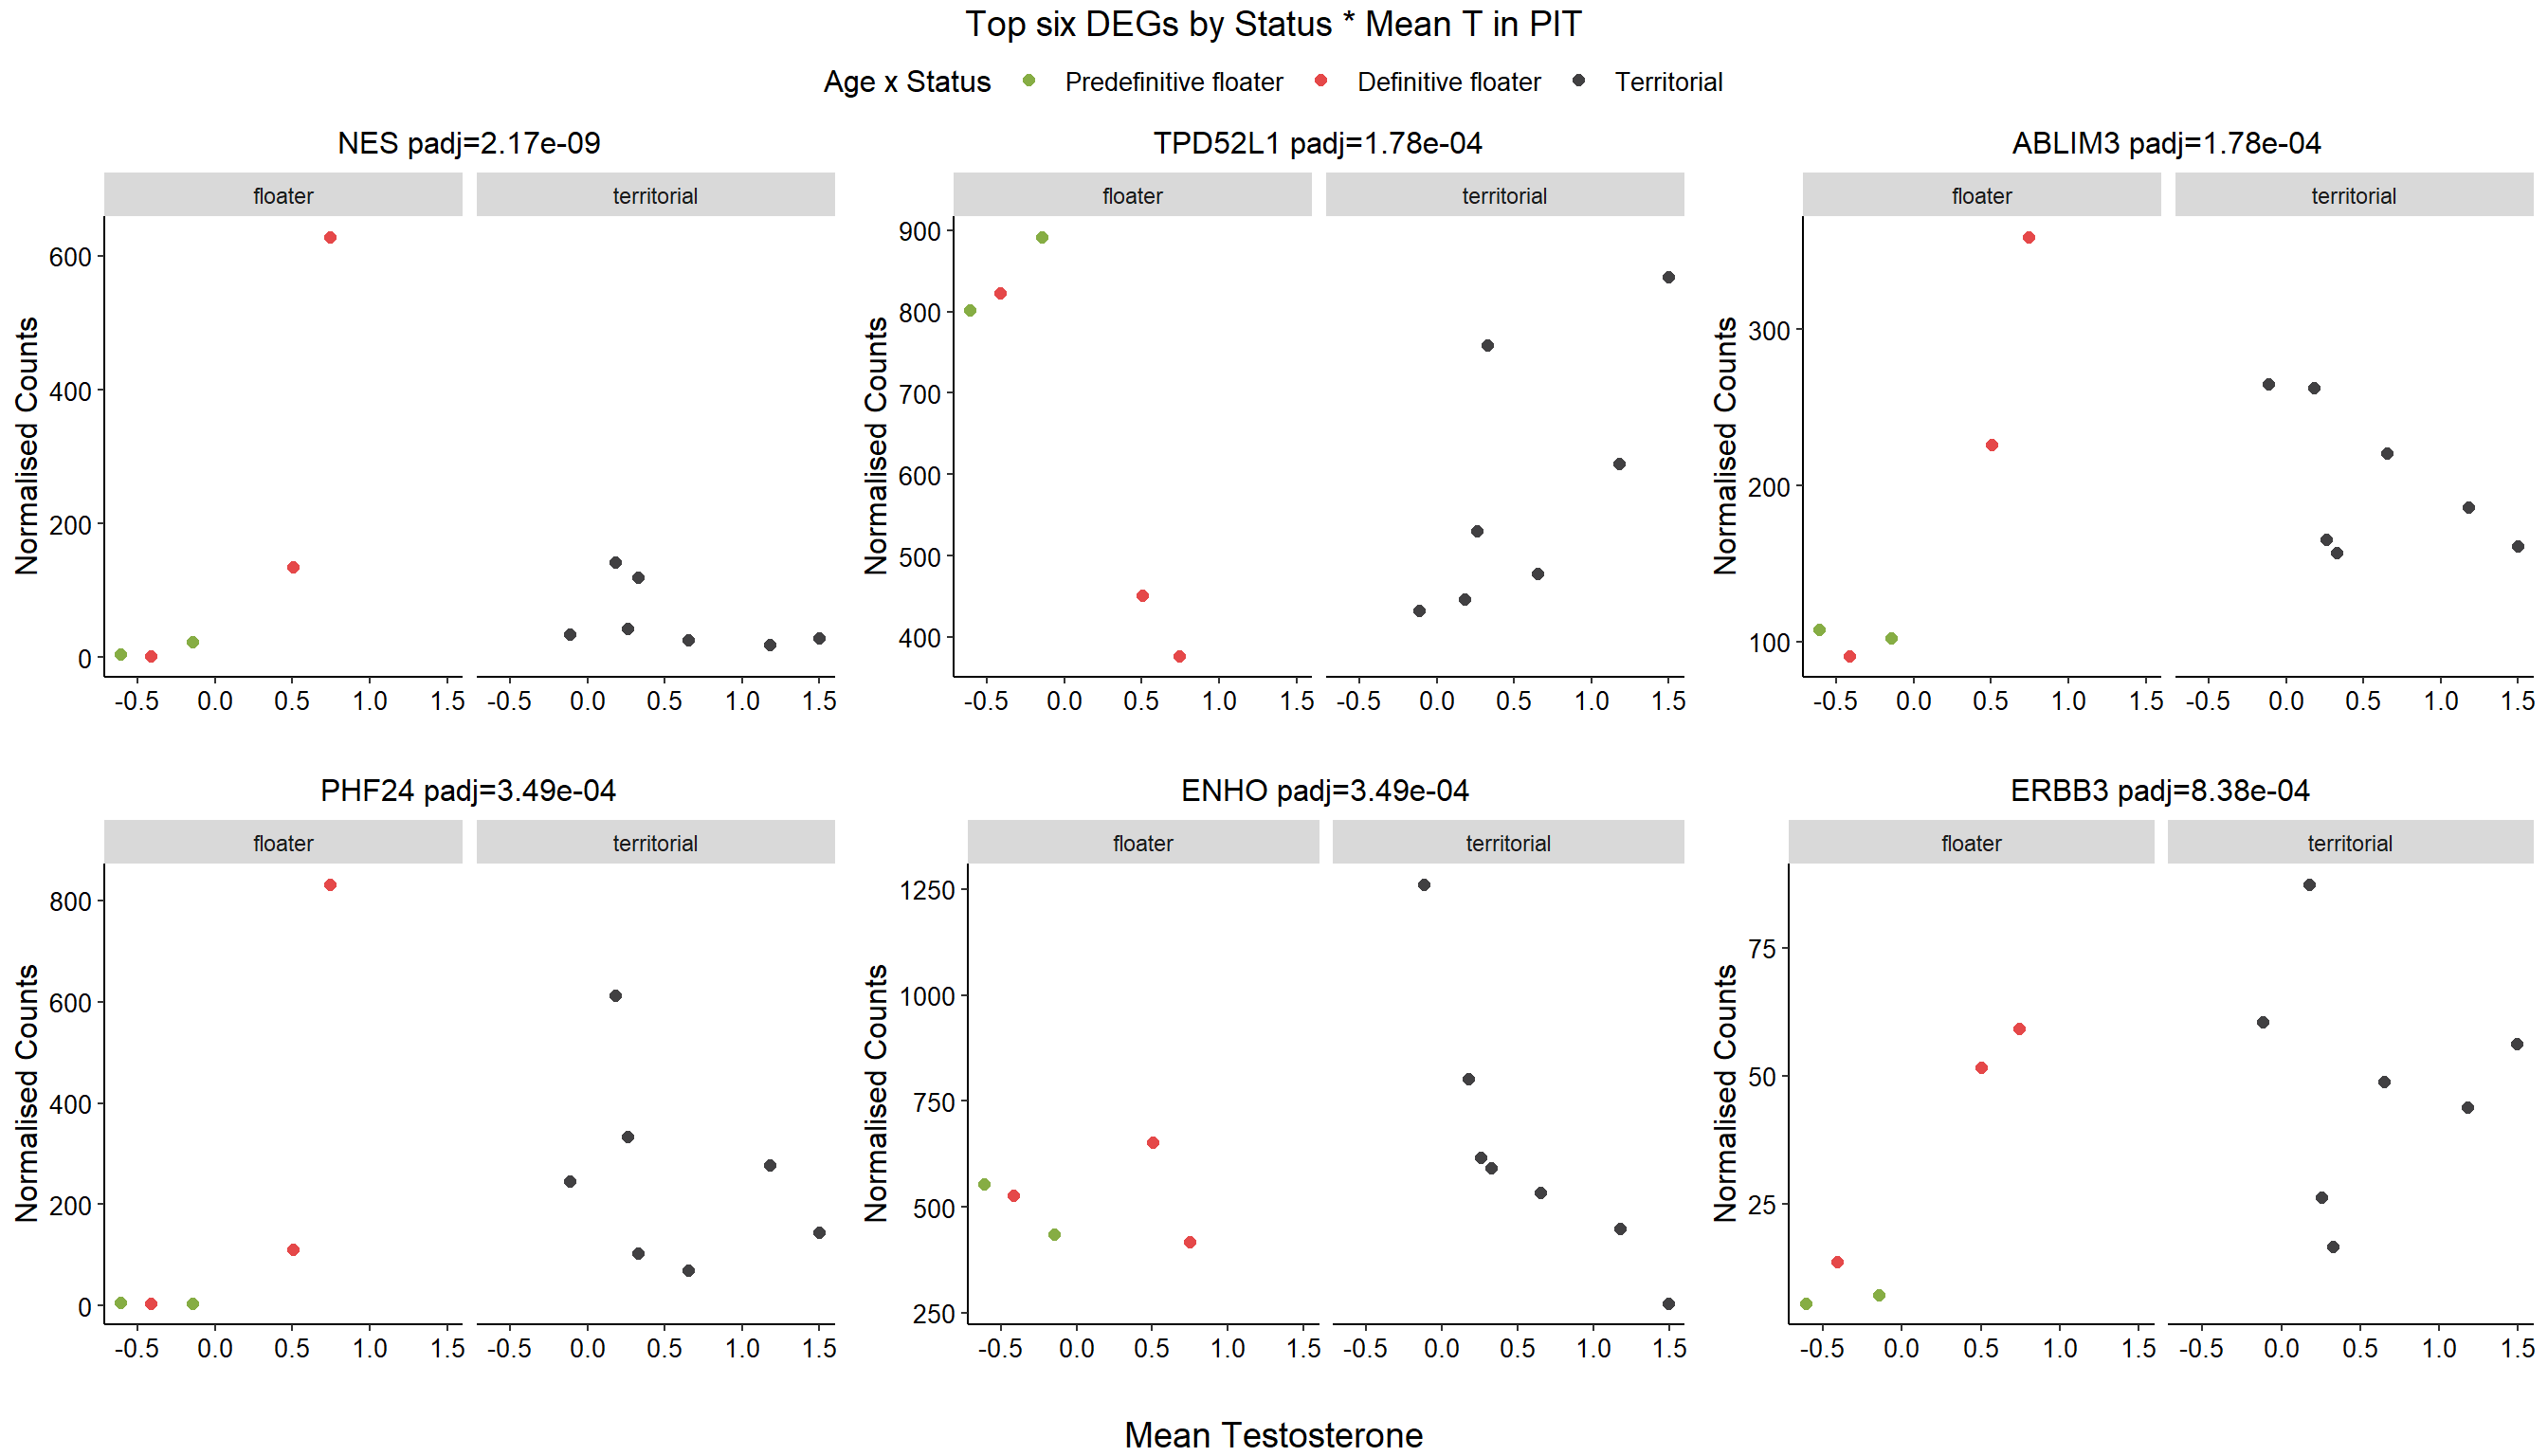 Top six DEGs by Status * Mean T in PIT
Age x Status Predefinitive floater Definitive floater Territorial
NES padj=2.17e-09
floater territorial
Normalised Counts
600
400
200
0
-0.5 0.0 0.5 1.0 1.5 -0.5 0.0 0.5 1.0 1.5
TPD52L1 padj=1.78e-04
floater territorial
Normalised Counts
900
800
700
600
500
400
-0.5 0.0 0.5 1.0 1.5 -0.5 0.0 0.5 1.0 1.5
ABLIM3 padj=1.78e-04
floater territorial
Normalised Counts
300
200
100
-0.5 0.0 0.5 1.0 1.5 -0.5 0.0 0.5 1.0 1.5
PHF24 padj=3.49e-04
floater territorial
Normalised Counts
800
600
400
200
0
-0.5 0.0 0.5 1.0 1.5 -0.5 0.0 0.5 1.0 1.5
ENHO padj=3.49e-04
floater territorial
Normalised Counts
1250
1000
750
500
250
-0.5 0.0 0.5 1.0 1.5 -0.5 0.0 0.5 1.0 1.5
ERBB3 padj=8.38e-04
floater territorial
Normalised Counts
75
50
25
-0.5 0.0 0.5 1.0 1.5 -0.5 0.0 0.5 1.0 1.5
Mean Testosterone